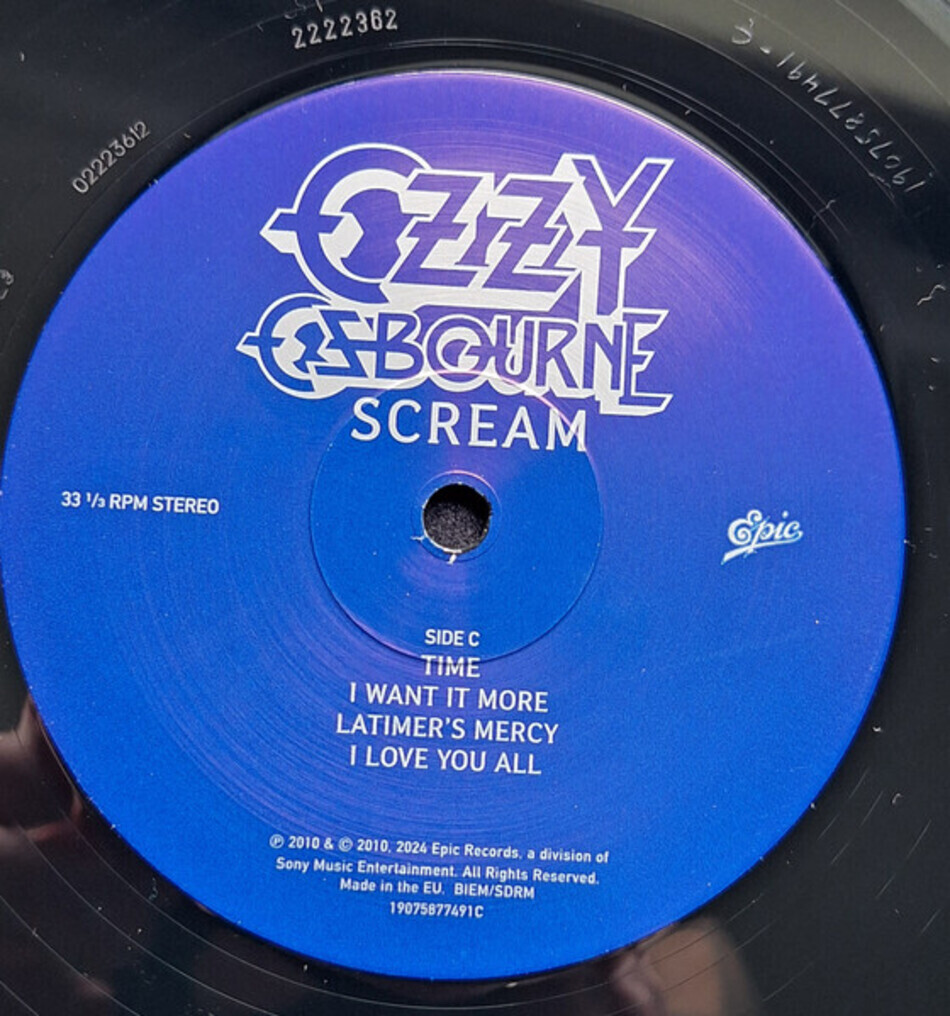 2222362
02223612
19075877491-C
OZZY
OSBOURNE
SCREAM
33 1/3 RPM STEREO
Epic
SIDE C
TIME
I WANT IT MORE
LATIMER'S MERCY
I LOVE YOU ALL
℗ 2010 & © 2010, 2024 Epic Records, a division of
Sony Music Entertainment. All Rights Reserved.
Made in the EU. BIEM/SDRM
19075877491C